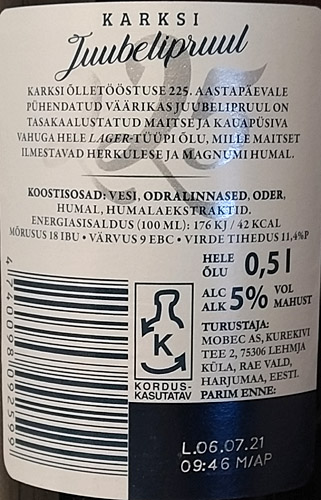 KARKSI
Juubelipruul
25
KARKSI ÕLLETÖÖSTUSE 225. AASTAPÄEVALE
PÜHENDATUD VÄÄRIKAS JUUBELIPRUUL ON
TASAKAALUSTATUD MAITSE JA KAUAPÜSIVA
VAHUGA HELE LAGER-TÜÜPI ÕLU, MILLE MAITSET
ILMESTAVAD HERKULESE JA MAGNUMI HUMAL.
KOOSTISOSAD: VESI, ODRALINNASED, ODER,
HUMAL, HUMALAEKSTRAKTID.
ENERGIASISALDUS (100 ML): 176 KJ / 42 KCAL
MÕRUSUS 18 IBU • VÄRVUS 9 EBC • VIRDE TIHEDUS 11,4%P
HELE ÕLU 0,5 l
ALC ALK 5% VOL MAHUST
TURUSTAJA:
MOBEC AS, KUREKIVI
TEE 2, 75306 LEHMJA
KÜLA, RAE VALD,
HARJUMAA, EESTI.
PARIM ENNE:
4740098092599
K
KORDUS-
KASUTATAV
L.06.07.21
09:46 M/AP